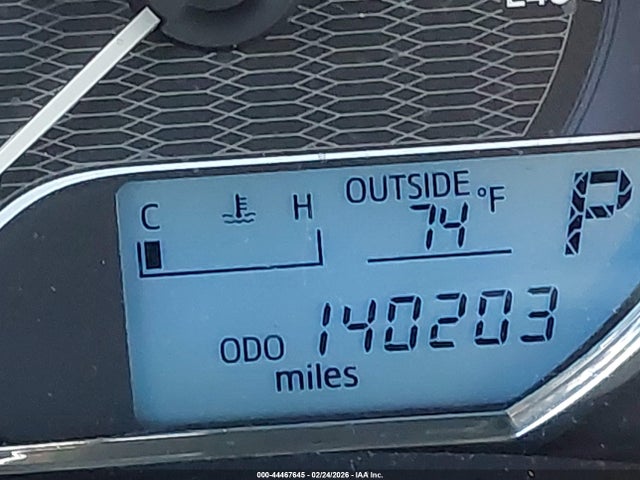 C H OUTSIDE °F
74 P
ODO 140203
miles
000-44467645 - 02/24/2026 - IAA Inc.